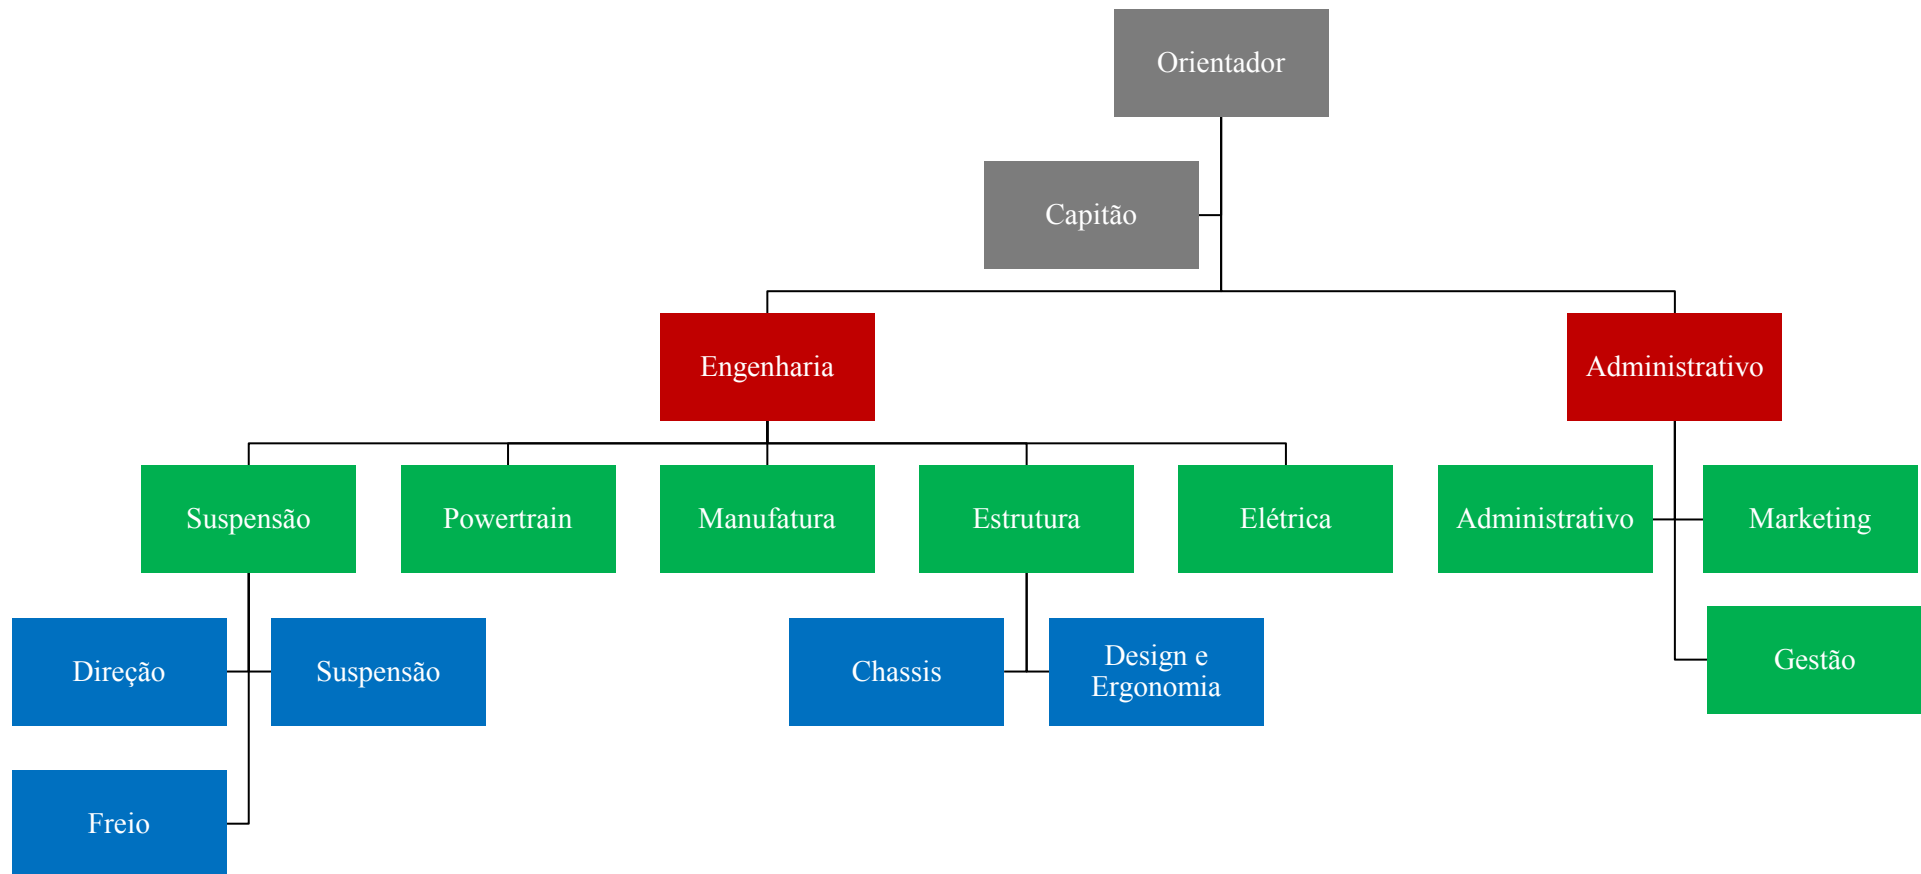 Orientador
Capitão
Engenharia
Administrativo
Suspensão
Powertrain
Manufatura
Estrutura
Elétrica
Administrativo
Marketing
Direção
Suspensão
Chassis
Design e
Ergonomia
Gestão
Freio